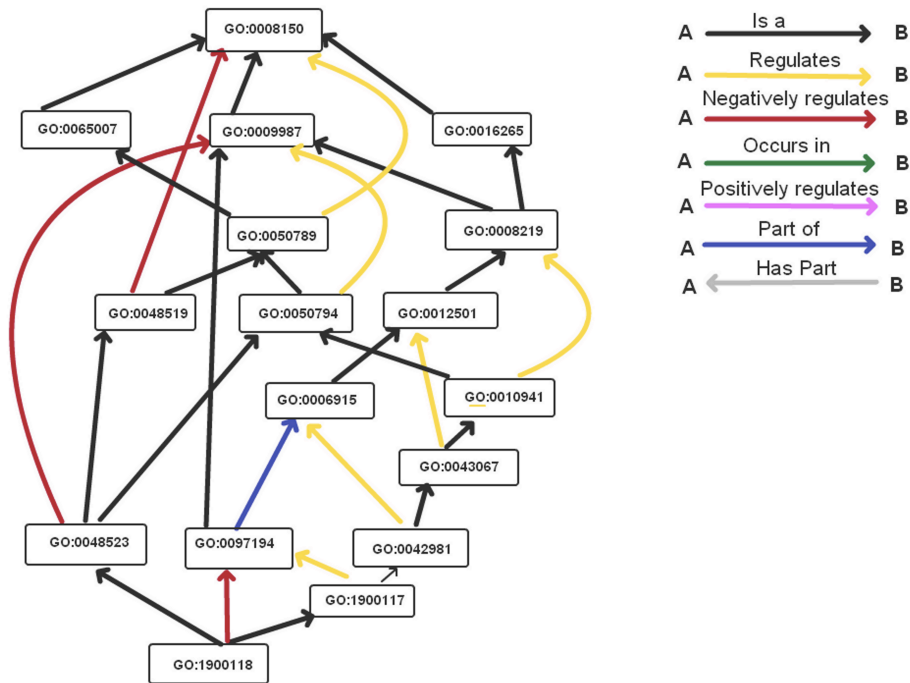 GO:0008150
GO:0065007
GO:0009987
GO:0016265
GO:0050789
GO:0008219
GO:0048519
GO:0050794
GO:0012501
GO:0006915
GO:0010941
GO:0043067
GO:0048523
GO:0097194
GO:0042981
GO:1900117
GO:1900118
Is a
A B
Regulates
A B
Negatively regulates
A B
Occurs in
A B
Positively regulates
A B
Part of
A B
Has Part
A B